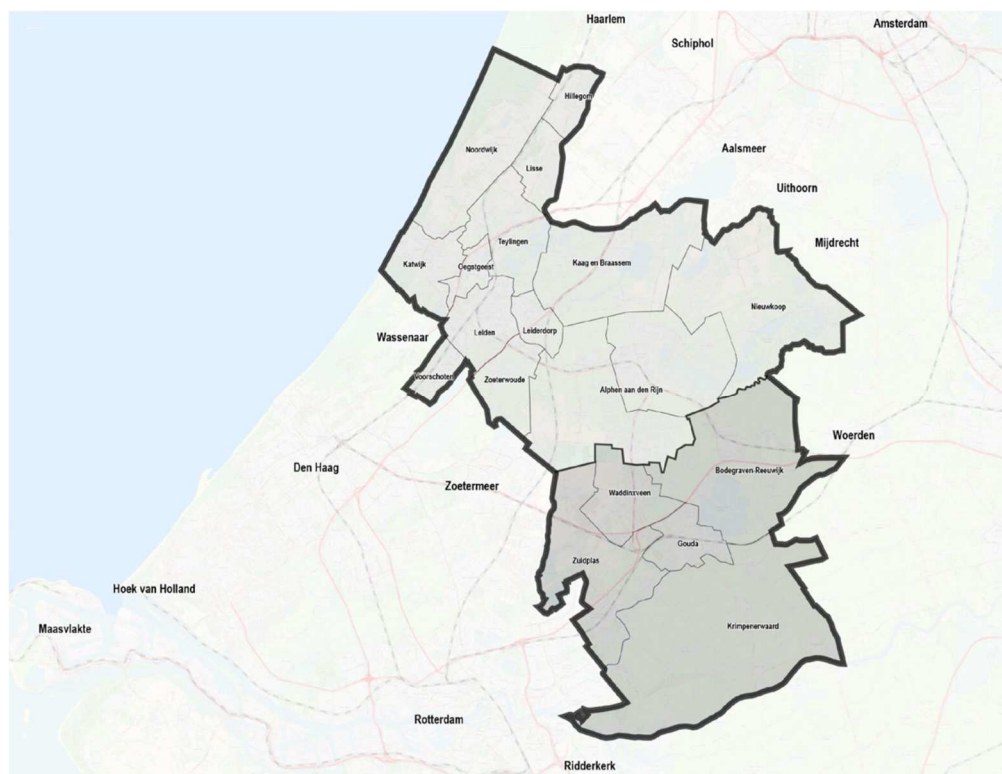 Haarlem
Amsterdam
Schiphol
Hillegom
Noordwijk
Aalsmeer
Lisse
Uithoorn
Teylingen
Mijdrecht
Kaag en Braassem
Katwijk
Oegstgeest
Nieuwkoop
Leiden
Leiderdorp
Wassenaar
Voorschoten
Zoeterwoude
Alphen aan den Rijn
Woerden
Den Haag
Bodegraven-Reeuwijk
Zoetermeer
Waddinxveen
Gouda
Zuidplas
Hoek van Holland
Krimpenerwaard
Maasvlakte
Rotterdam
Ridderkerk